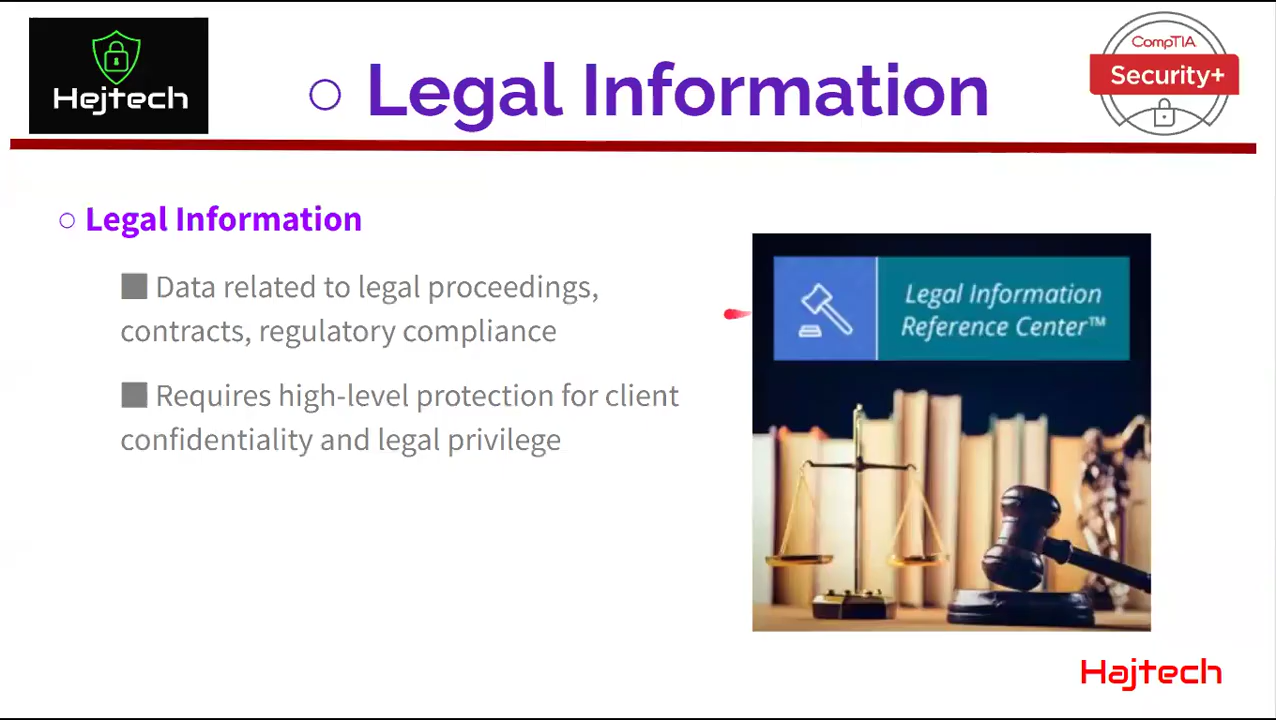 Hejtech
○ Legal Information
CompTIA
Security+
○ Legal Information
■ Data related to legal proceedings,
contracts, regulatory compliance
■ Requires high-level protection for client
confidentiality and legal privilege
Legal Information
Reference Center™
Hajtech